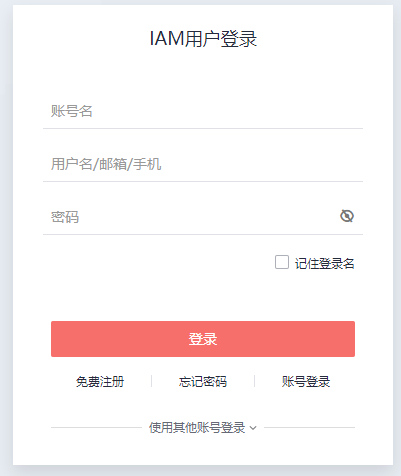 IAM用户登录
账号名
用户名/邮箱/手机
密码
记住登录名
登录
免费注册 忘记密码 账号登录
使用其他账号登录